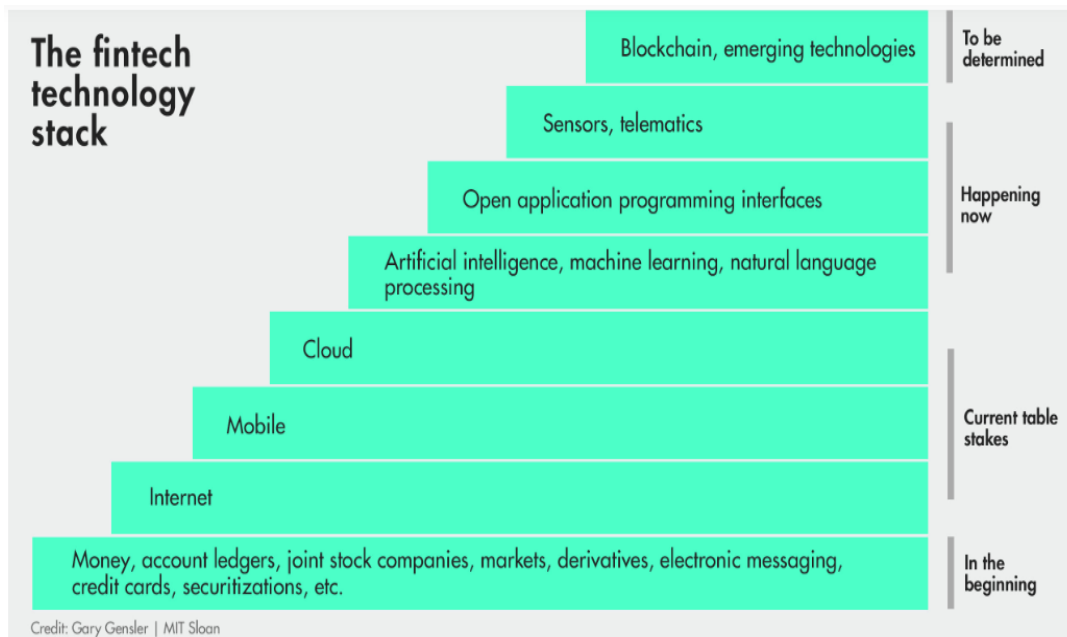 The fintech
technology
stack
Blockchain, emerging technologies
To be
determined
Sensors, telematics
Open application programming interfaces
Happening
now
Artificial intelligence, machine learning, natural language
processing
Cloud
Mobile
Current table
stakes
Internet
Money, account ledgers, joint stock companies, markets, derivatives, electronic messaging,
credit cards, securitizations, etc.
In the
beginning
Credit: Gary Gensler | MIT Sloan